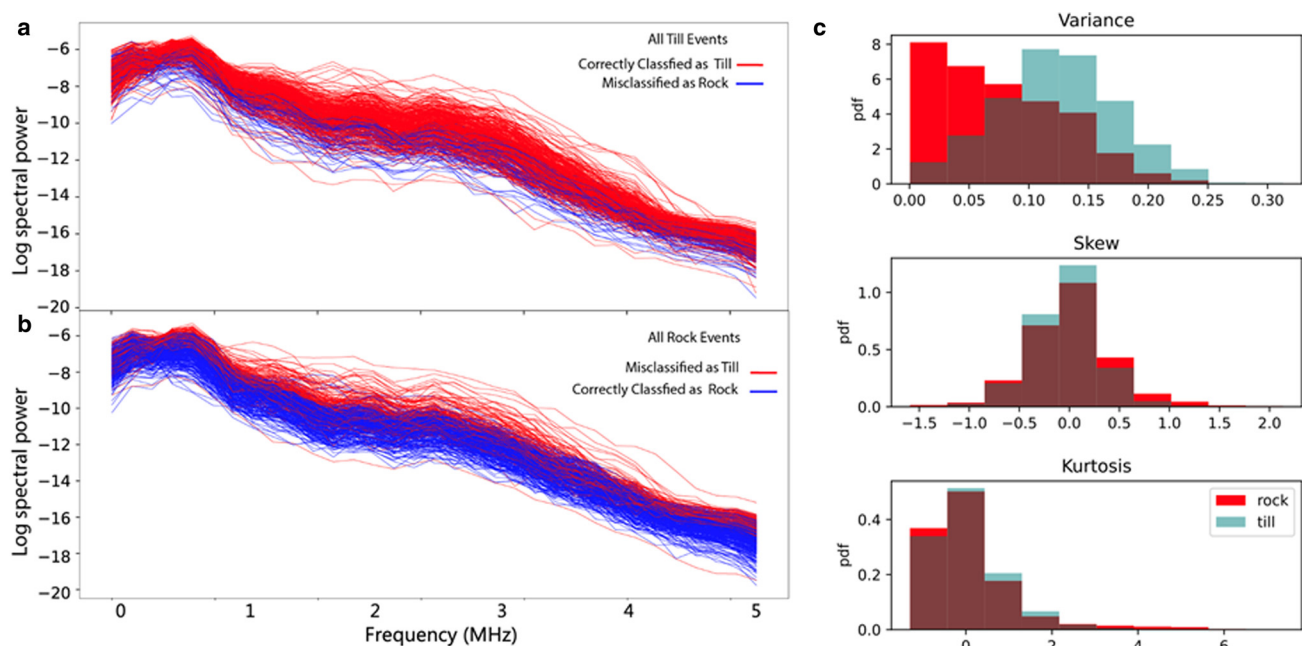 a
All Till Events
Correctly Classfied as Till
Misclassified as Rock
Log spectral power
−6
−8
−10
−12
−14
−16
−18
−20
b
All Rock Events
Misclassified as Till
Correctly Classfied as Rock
Log spectral power
−6
−8
−10
−12
−14
−16
−18
−20
0 1 2 3 4 5
Frequency (MHz)
c
Variance
pdf
8
6
4
2
0
0.00 0.05 0.10 0.15 0.20 0.25 0.30
Skew
pdf
1.0
0.5
0.0
−1.5 −1.0 −0.5 0.0 0.5 1.0 1.5 2.0
Kurtosis
rock
till
pdf
0.4
0.2
0.0
0 2 4 6